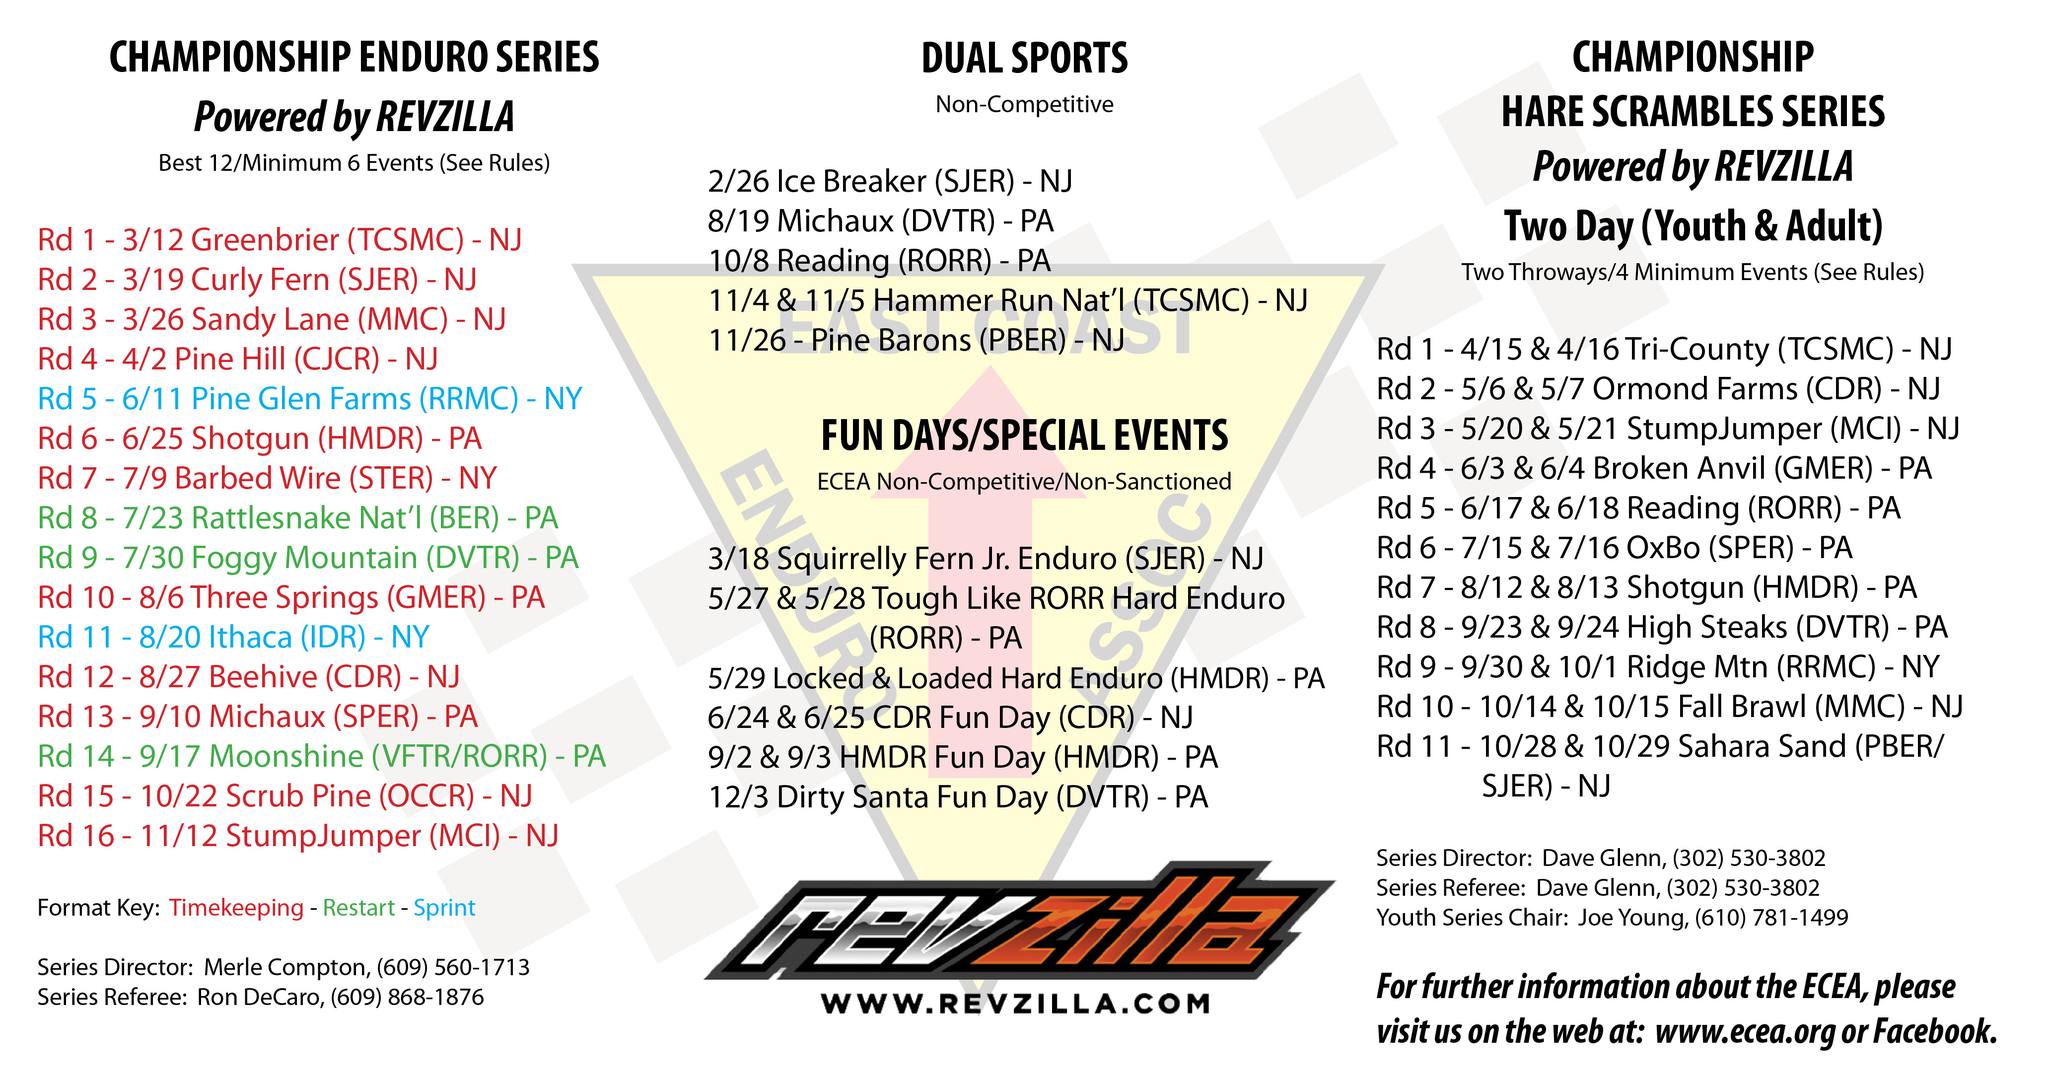 CHAMPIONSHIP ENDURO SERIES
Powered by REVZILLA
Best 12/Minimum 6 Events (See Rules)
Rd 1 - 3/12 Greenbrier (TCSMC) - NJ
Rd 2 - 3/19 Curly Fern (SJER) - NJ
Rd 3 - 3/26 Sandy Lane (MMC) - NJ
Rd 4 - 4/2 Pine Hill (CJCR) - NJ
Rd 5 - 6/11 Pine Glen Farms (RRMC) - NY
Rd 6 - 6/25 Shotgun (HMDR) - PA
Rd 7 - 7/9 Barbed Wire (STER) - NY
Rd 8 - 7/23 Rattlesnake Nat’l (BER) - PA
Rd 9 - 7/30 Foggy Mountain (DVTR) - PA
Rd 10 - 8/6 Three Springs (GMER) - PA
Rd 11 - 8/20 Ithaca (IDR) - NY
Rd 12 - 8/27 Beehive (CDR) - NJ
Rd 13 - 9/10 Michaux (SPER) - PA
Rd 14 - 9/17 Moonshine (VFTR/RORR) - PA
Rd 15 - 10/22 Scrub Pine (OCCR) - NJ
Rd 16 - 11/12 StumpJumper (MCI) - NJ
Format Key: Timekeeping - Restart - Sprint
Series Director: Merle Compton, (609) 560-1713
Series Referee: Ron DeCaro, (609) 868-1876
DUAL SPORTS
Non-Competitive
2/26 Ice Breaker (SJER) - NJ
8/19 Michaux (DVTR) - PA
10/8 Reading (RORR) - PA
11/4 & 11/5 Hammer Run Nat’l (TCSMC) - NJ
11/26 - Pine Barons (PBER) - NJ
EAST COAST
ENDURO
ASSOC
FUN DAYS/SPECIAL EVENTS
ECEA Non-Competitive/Non-Sanctioned
3/18 Squirrelly Fern Jr. Enduro (SJER) - NJ
5/27 & 5/28 Tough Like RORR Hard Enduro
(RORR) - PA
5/29 Locked & Loaded Hard Enduro (HMDR) - PA
6/24 & 6/25 CDR Fun Day (CDR) - NJ
9/2 & 9/3 HMDR Fun Day (HMDR) - PA
12/3 Dirty Santa Fun Day (DVTR) - PA
revzilla
WWW.REVZILLA.COM
CHAMPIONSHIP
HARE SCRAMBLES SERIES
Powered by REVZILLA
Two Day (Youth & Adult)
Two Throways/4 Minimum Events (See Rules)
Rd 1 - 4/15 & 4/16 Tri-County (TCSMC) - NJ
Rd 2 - 5/6 & 5/7 Ormond Farms (CDR) - NJ
Rd 3 - 5/20 & 5/21 StumpJumper (MCI) - NJ
Rd 4 - 6/3 & 6/4 Broken Anvil (GMER) - PA
Rd 5 - 6/17 & 6/18 Reading (RORR) - PA
Rd 6 - 7/15 & 7/16 OxBo (SPER) - PA
Rd 7 - 8/12 & 8/13 Shotgun (HMDR) - PA
Rd 8 - 9/23 & 9/24 High Steaks (DVTR) - PA
Rd 9 - 9/30 & 10/1 Ridge Mtn (RRMC) - NY
Rd 10 - 10/14 & 10/15 Fall Brawl (MMC) - NJ
Rd 11 - 10/28 & 10/29 Sahara Sand (PBER/
SJER) - NJ
Series Director: Dave Glenn, (302) 530-3802
Series Referee: Dave Glenn, (302) 530-3802
Youth Series Chair: Joe Young, (610) 781-1499
For further information about the ECEA, please
visit us on the web at: www.ecea.org or Facebook.